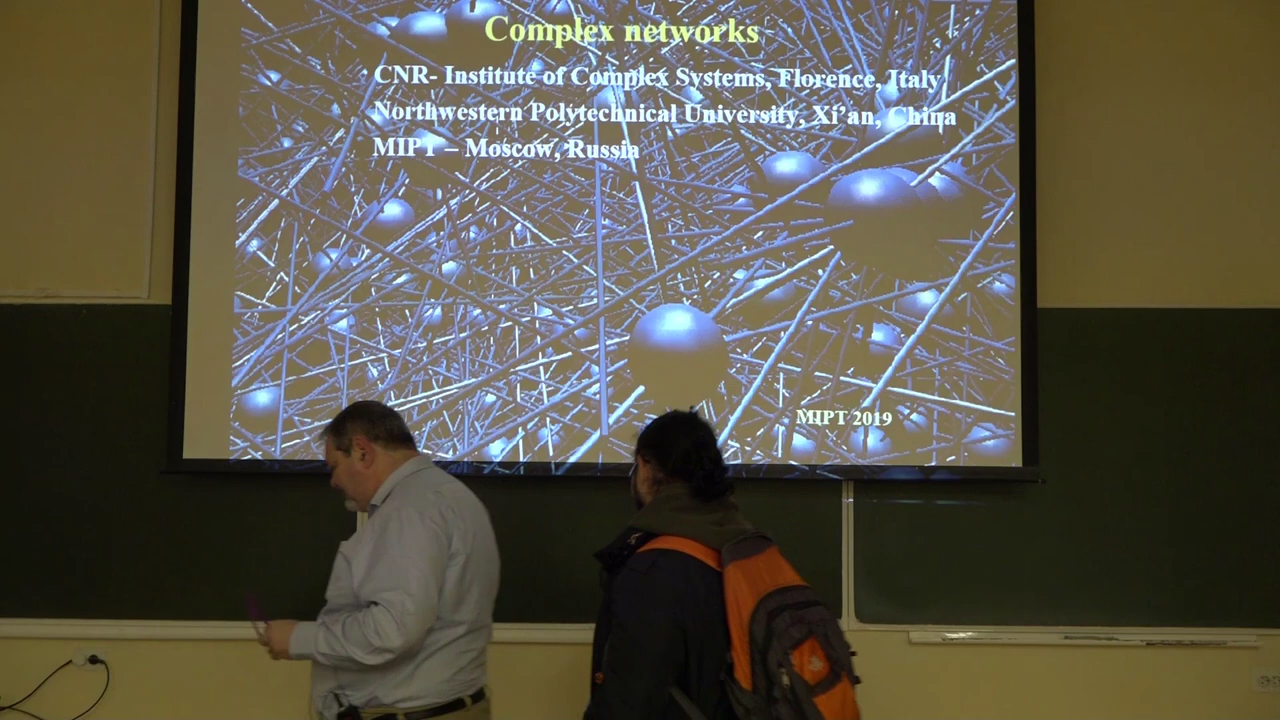 Complex networks
CNR- Institute of Complex Systems, Florence, Italy
Northwestern Polytechnical University, Xi'an, China
MIPT – Moscow, Russia
MIPT 2019